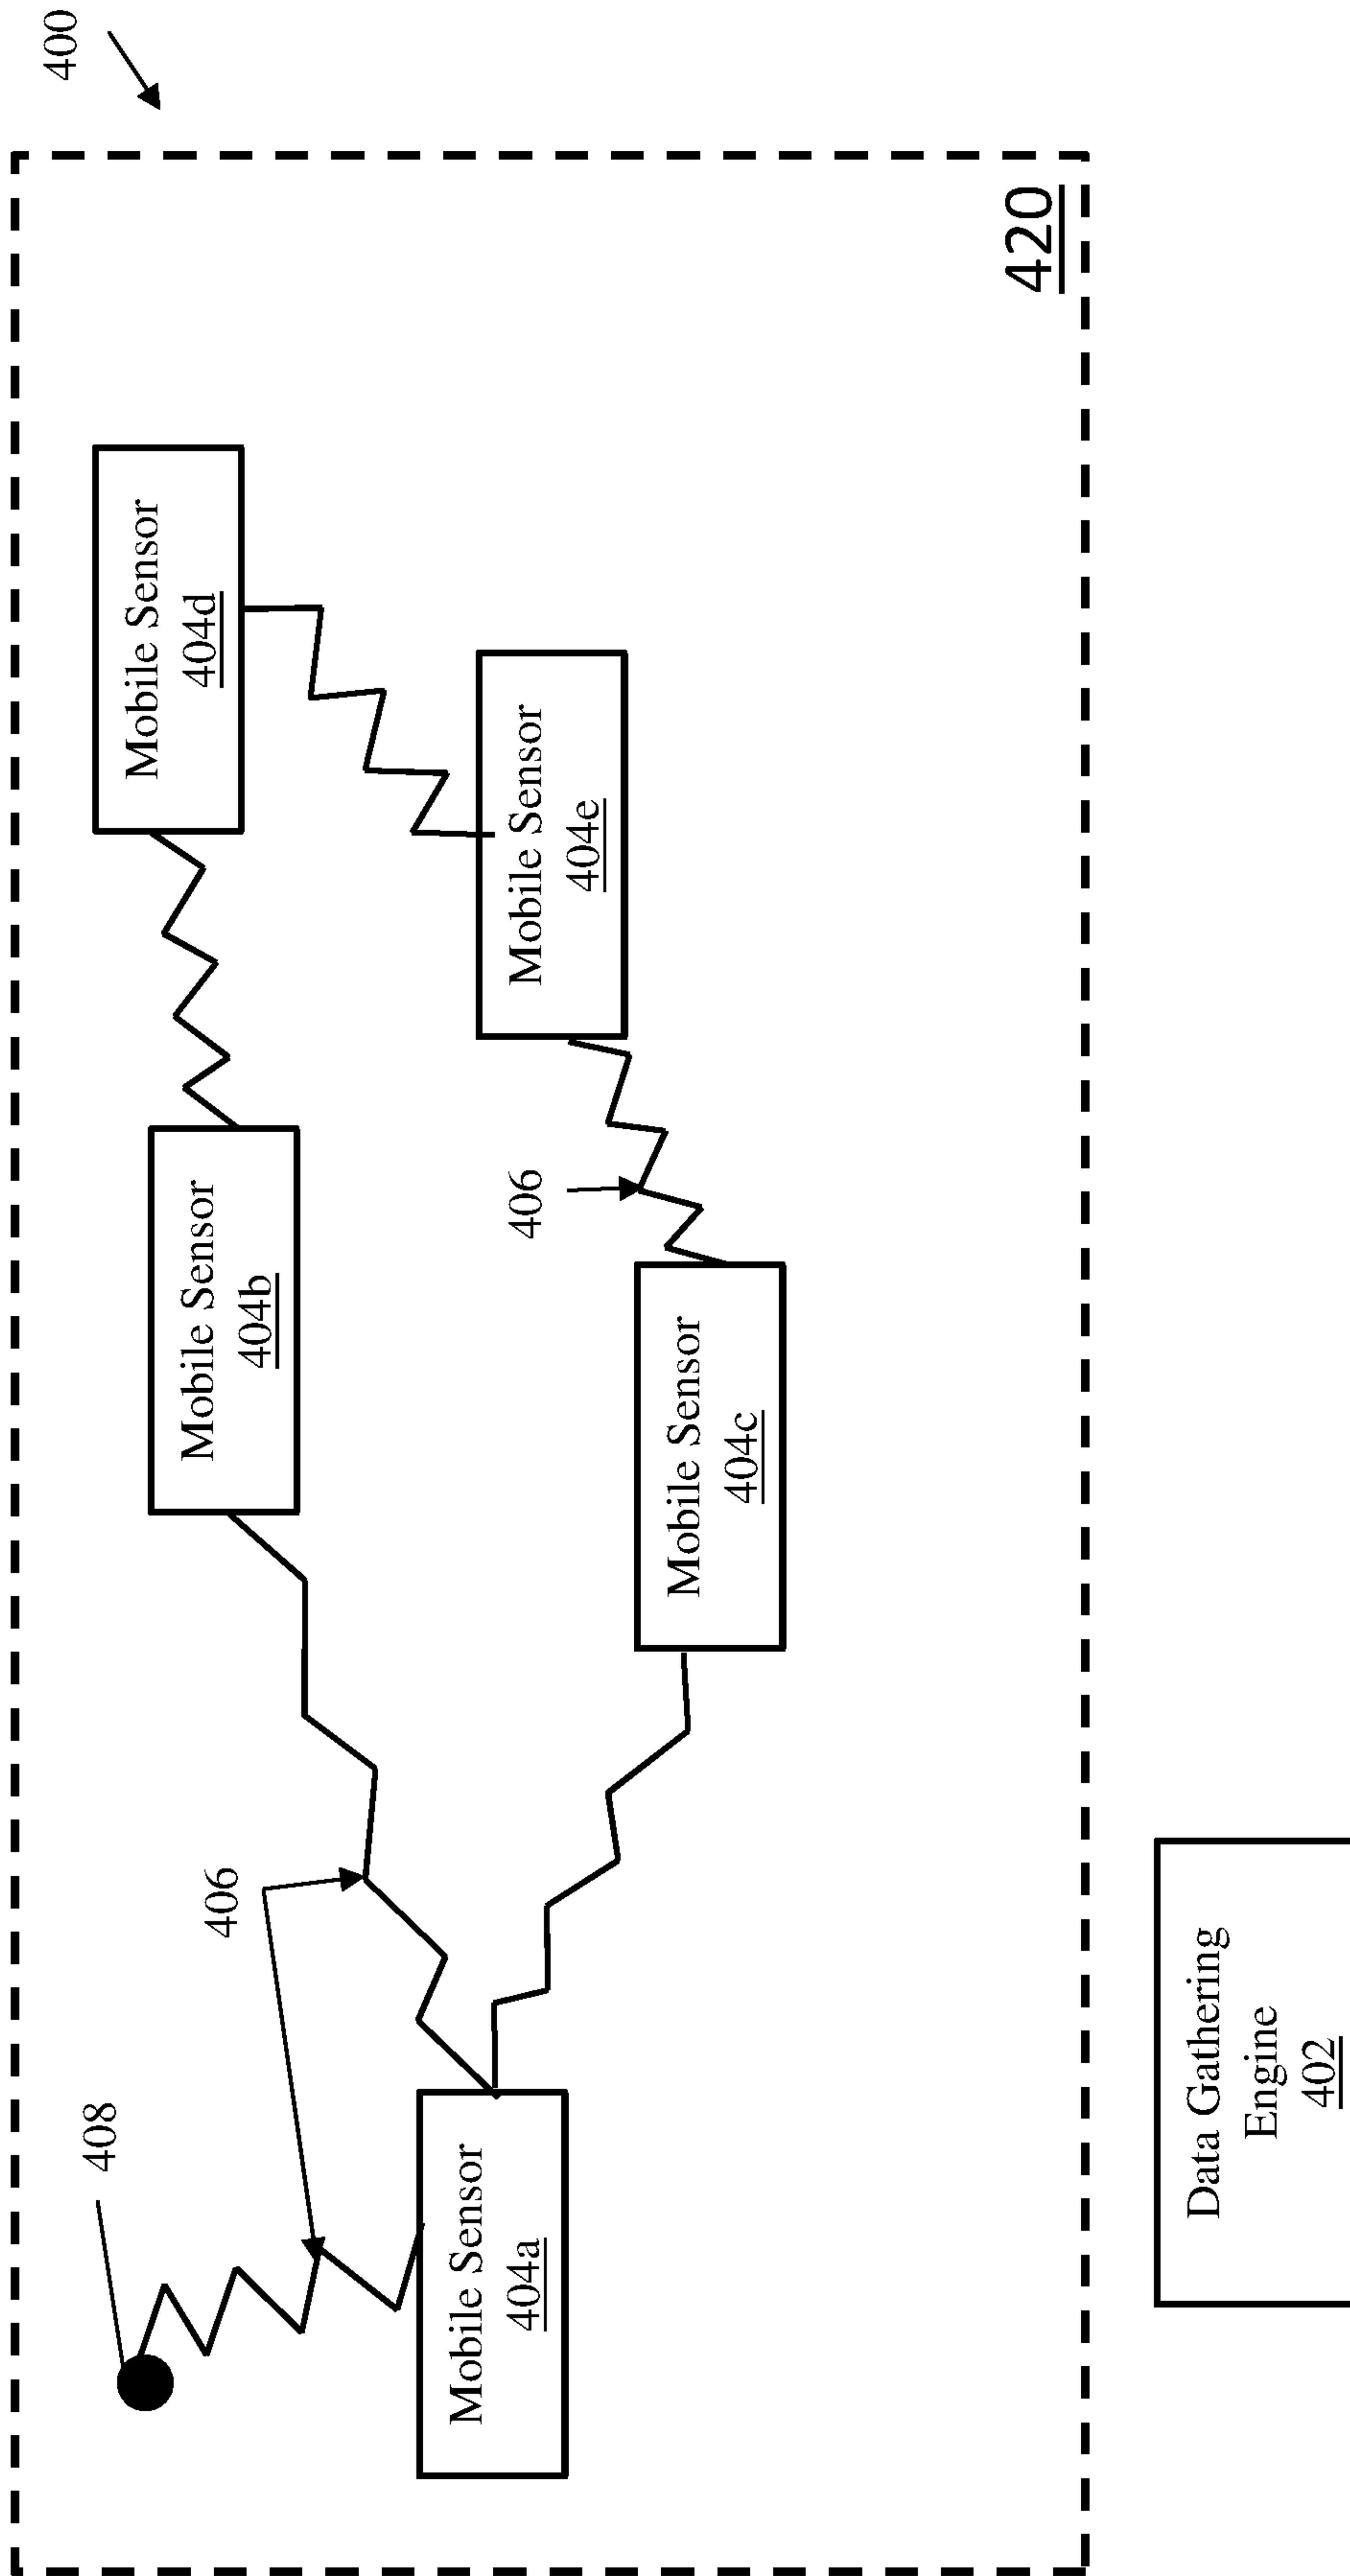 400
408
406
Mobile Sensor
404b
Mobile Sensor
404d
Mobile Sensor
404a
406
Mobile Sensor
404e
Mobile Sensor
404c
420
Data Gathering
Engine
402